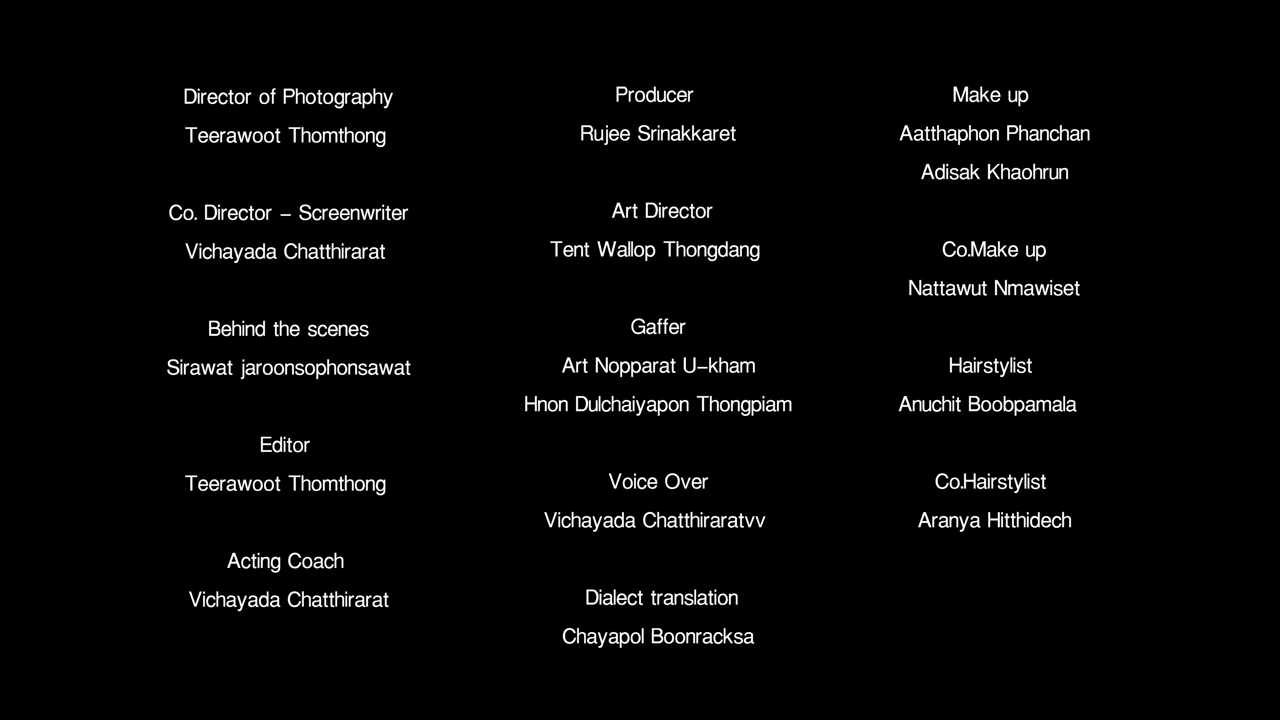 Director of Photography
Teerawoot Thomthong
Co. Director – Screenwriter
Vichayada Chatthirarat
Behind the scenes
Sirawat jaroonsophonsawat
Editor
Teerawoot Thomthong
Acting Coach
Vichayada Chatthirarat
Producer
Rujee Srinakkaret
Art Director
Tent Wallop Thongdang
Gaffer
Art Nopparat U–kham
Hnon Dulchaiyapon Thongpiam
Voice Over
Vichayada Chatthiraratvv
Dialect translation
Chayapol Boonracksa
Make up
Aatthaphon Phanchan
Adisak Khaohrun
Co.Make up
Nattawut Nmawiset
Hairstylist
Anuchit Boobpamala
Co.Hairstylist
Aranya Hitthidech